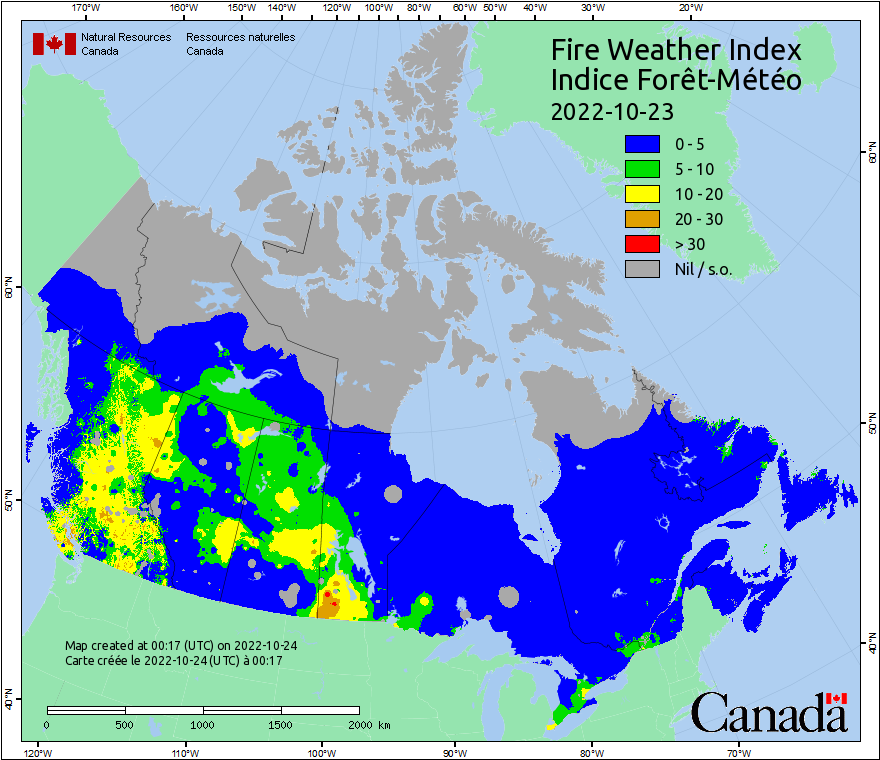 170°W 160°W 150°W 140°W 130°W 120°W 110°W 100°W 90°W 80°W 70°W 60°W 50°W 40°W 30°W 20°W
Natural Resources Canada
Ressources naturelles Canada
Fire Weather Index
Indice Forêt-Météo
2022-10-23
0 - 5
5 - 10
10 - 20
20 - 30
> 30
Nil / s.o.
60°N
60°N
50°N
50°N
40°N
40°N
Map created at 00:17 (UTC) on 2022-10-24
Carte créée le 2022-10-24 (UTC) à 00:17
0 500 1000 1500 2000 km
Canada
120°W 110°W 100°W 90°W 80°W 70°W